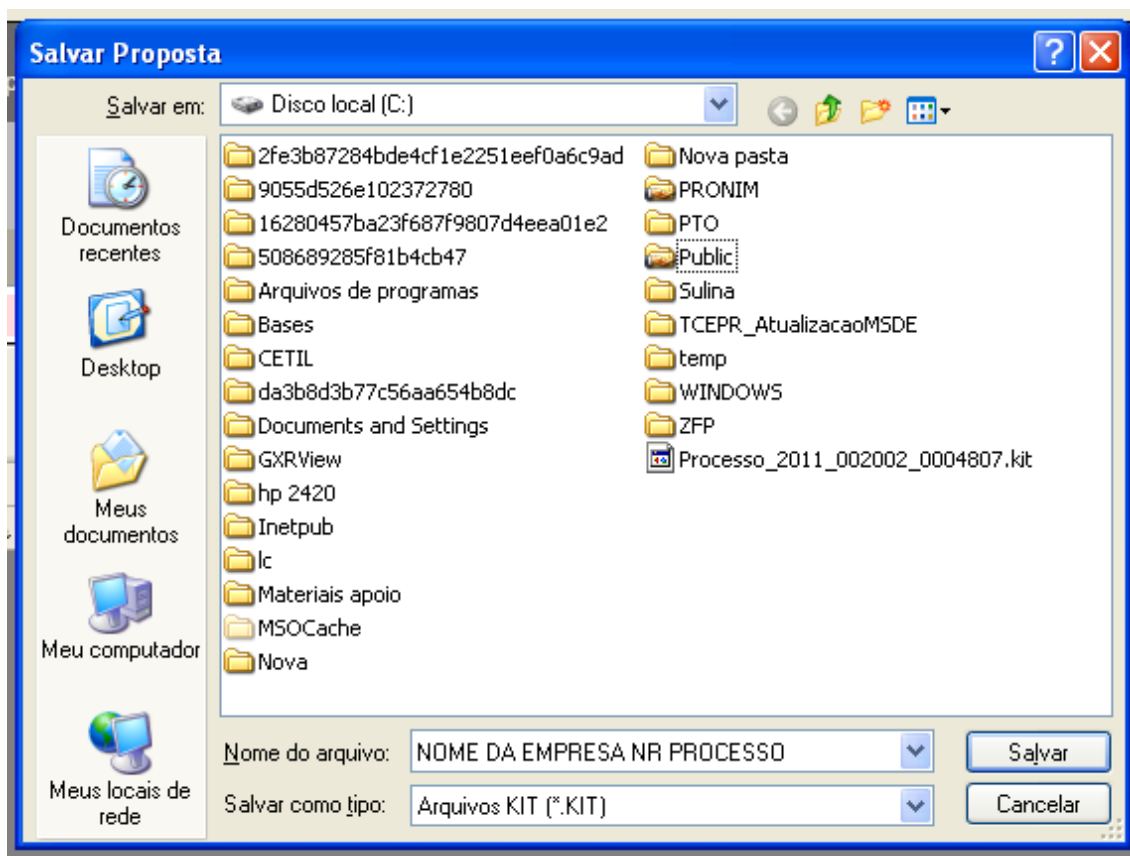 Salvar Proposta
Salvar em: Disco local (C:)
Documentos
recentes
Desktop
Meus
documentos
Meu computador
Meus locais de
rede
2fe3b87284bde4cf1e2251eef0a6c9ad
9055d526e102372780
16280457ba23f687f9807d4eea01e2
508689285f81b4cb47
Arquivos de programas
Bases
CETIL
da3b8d3b77c56aa654b8dc
Documents and Settings
GXRView
hp 2420
Inetpub
lc
Materiais apoio
MSOCache
Nova
Nova pasta
PRONIM
PTO
Public
Sulina
TCEPR_AtualizacaoMSDE
temp
WINDOWS
ZFP
Processo_2011_002002_0004807.kit
Nome do arquivo: NOME DA EMPRESA NR PROCESSO Salvar
Salvar como tipo: Arquivos KIT (*.KIT) Cancelar